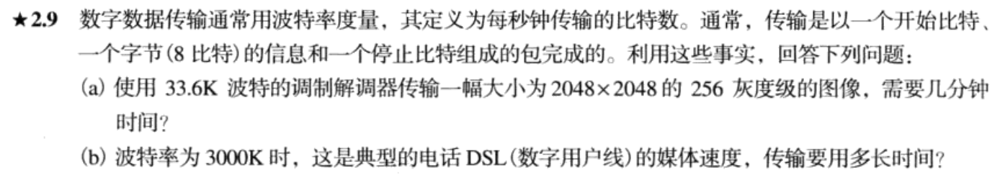 ★2.9 数字数据传输通常用波特率度量，其定义为每秒钟传输的比特数。通常，传输是以一个开始比特、
一个字节(8 比特)的信息和一个停止比特组成的包完成的。利用这些事实，回答下列问题：
(a) 使用 33.6K 波特的调制解调器传输一幅大小为 2048×2048 的 256 灰度级的图像，需要几分钟
时间？
(b) 波特率为 3000K 时，这是典型的电话 DSL(数字用户线)的媒体速度，传输要用多长时间？